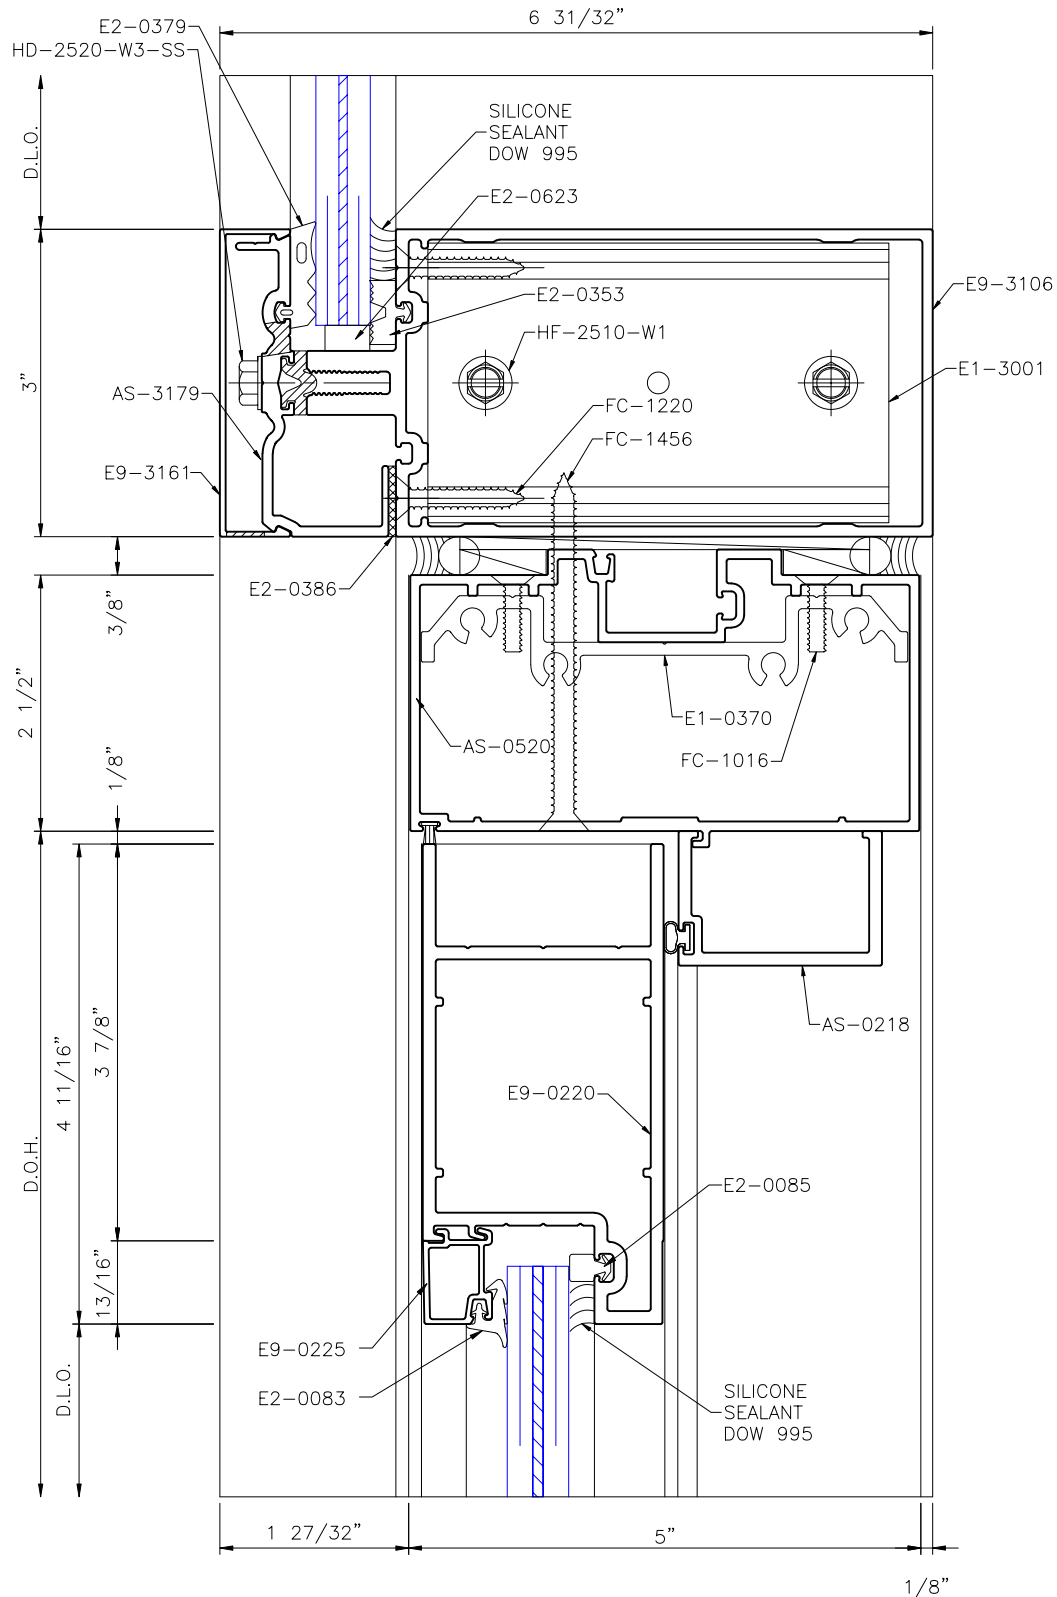 6 31/32”
E2-0379
HD-2520-W3-SS
D.L.O.
SILICONE
SEALANT
DOW 995
E2-0623
E9-3106
E2-0353
HF-2510-W1
3”
AS-3179
E1-3001
FC-1220
FC-1456
E9-3161
E2-0386
3/8”
2 1/2”
E1-0370
AS-0520
FC-1016
1/8”
AS-0218
3 7/8”
4 11/16”
E9-0220
D.O.H.
E2-0085
13/16”
E9-0225
E2-0083
D.L.O.
SILICONE
SEALANT
DOW 995
1 27/32”
5”
1/8”